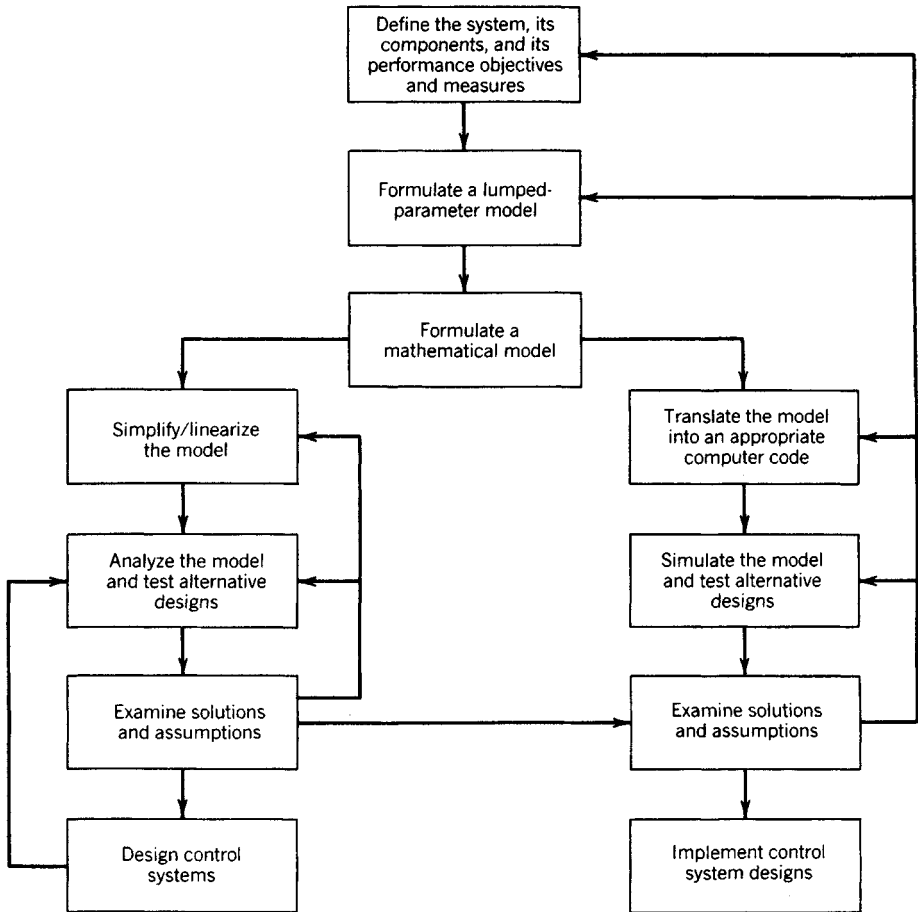 Define the system, its
components, and its
performance objectives
and measures
Formulate a lumped-
parameter model
Formulate a
mathematical model
Simplify/linearize
the model
Translate the model
into an appropriate
computer code
Analyze the model
and test alternative
designs
Simulate the model
and test alternative
designs
Examine solutions
and assumptions
Examine solutions
and assumptions
Design control
systems
Implement control
system designs